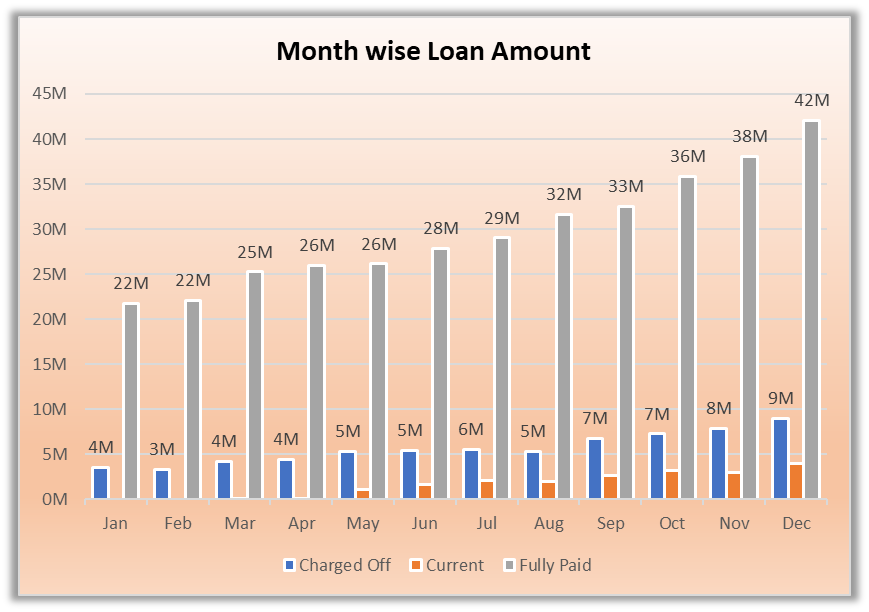 Month wise Loan Amount
45M
40M
35M
30M
25M
20M
15M
10M
5M
0M
22M
22M
25M
26M
26M
28M
29M
32M
33M
36M
38M
42M
4M
3M
4M
4M
5M
5M
6M
5M
7M
7M
8M
9M
Jan Feb Mar Apr May Jun Jul Aug Sep Oct Nov Dec
Charged Off Current Fully Paid